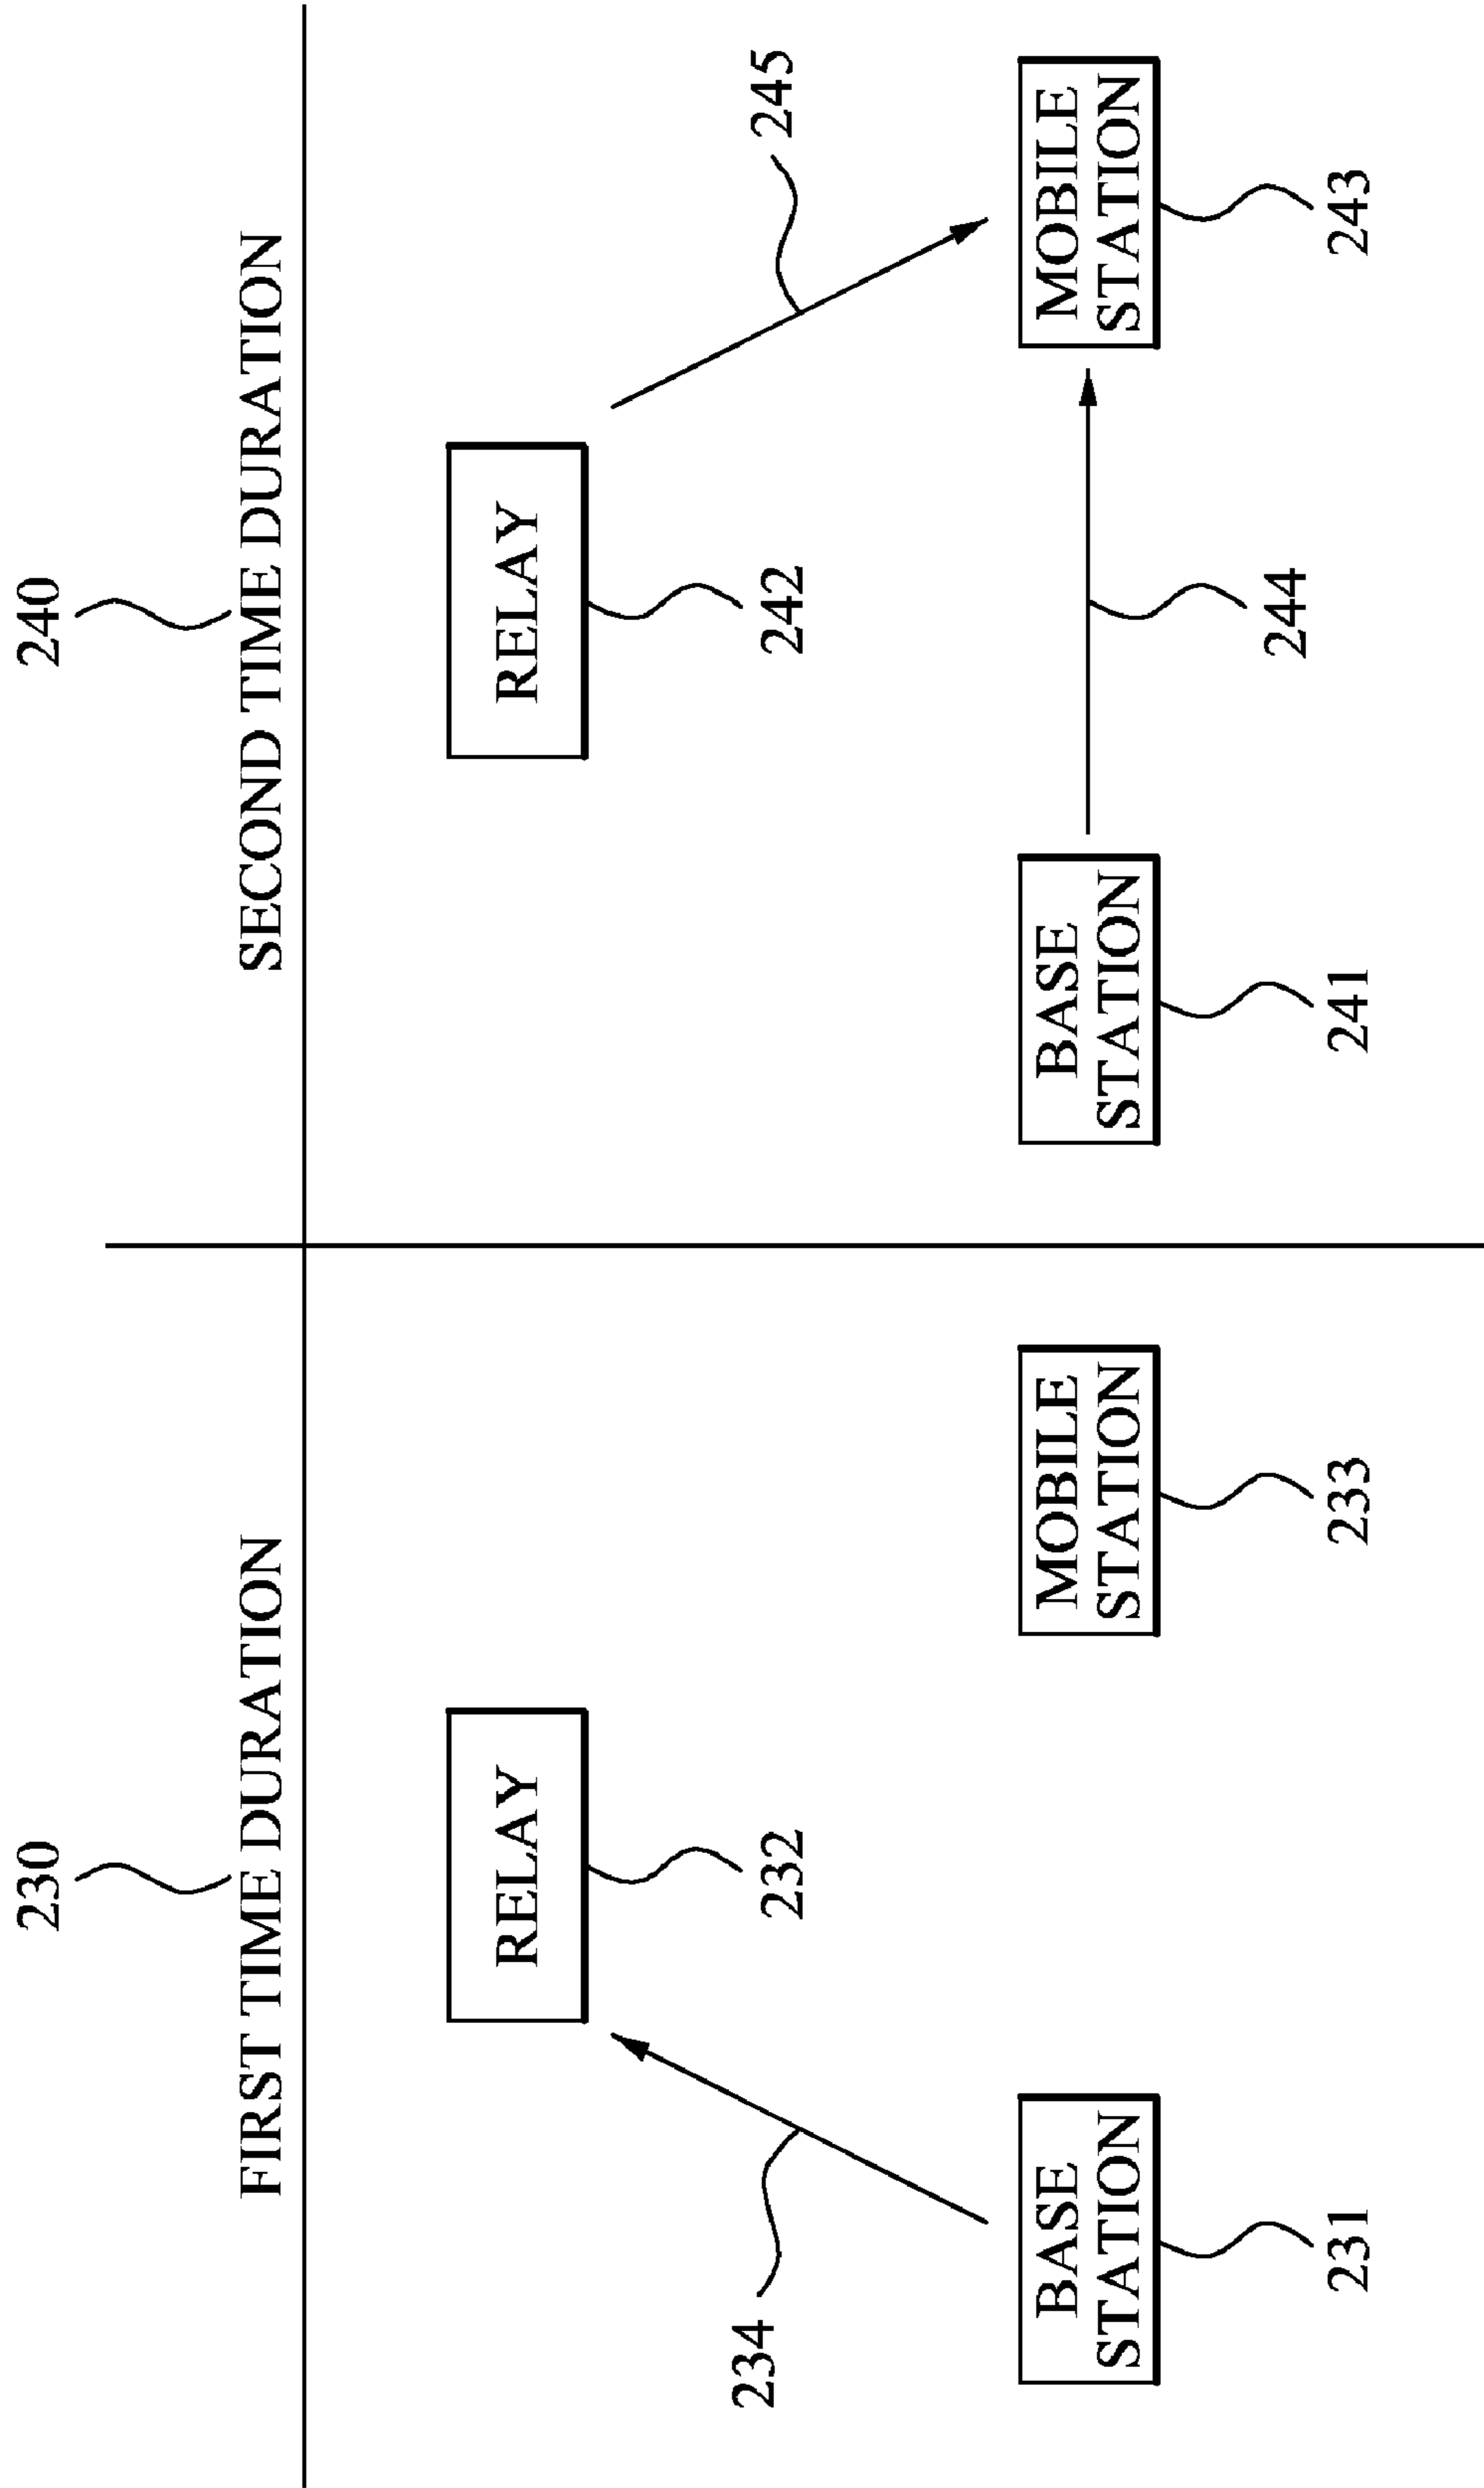 230
240
FIRST TIME DURATION
SECOND TIME DURATION
RELAY
232
234
BASE
STATION
231
MOBILE
STATION
233
RELAY
242
245
BASE
STATION
241
244
MOBILE
STATION
243